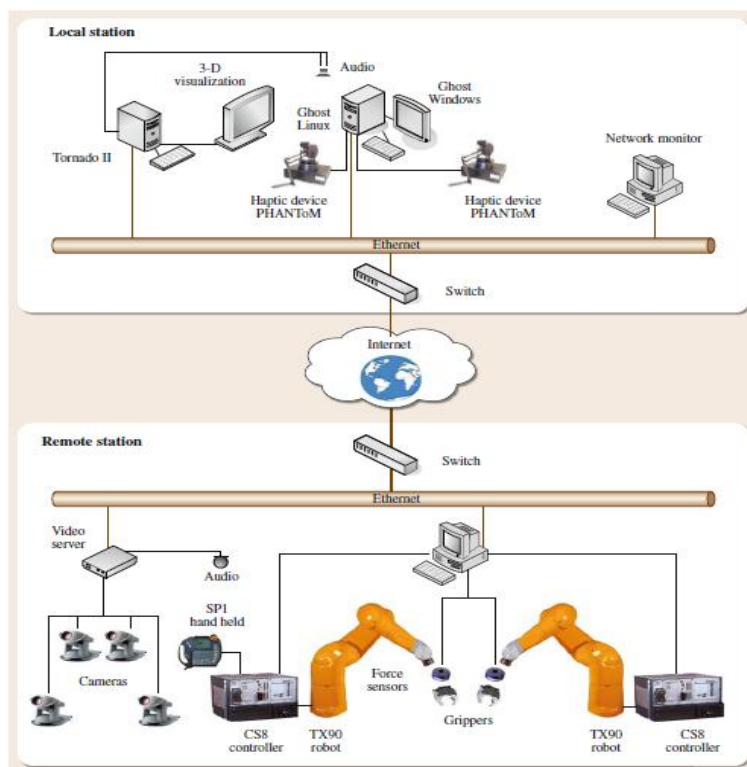 Local station
3-D
visualization
Audio
Ghost
Windows
Ghost
Linux
Tornado II
Network monitor
Haptic device
PHANToM
Haptic device
PHANToM
Ethernet
Switch
Internet
Remote station
Switch
Ethernet
Video
server
Audio
SP1
hand held
Cameras
Force
sensors
Grippers
CS8
controller
TX90
robot
TX90
robot
CS8
controller